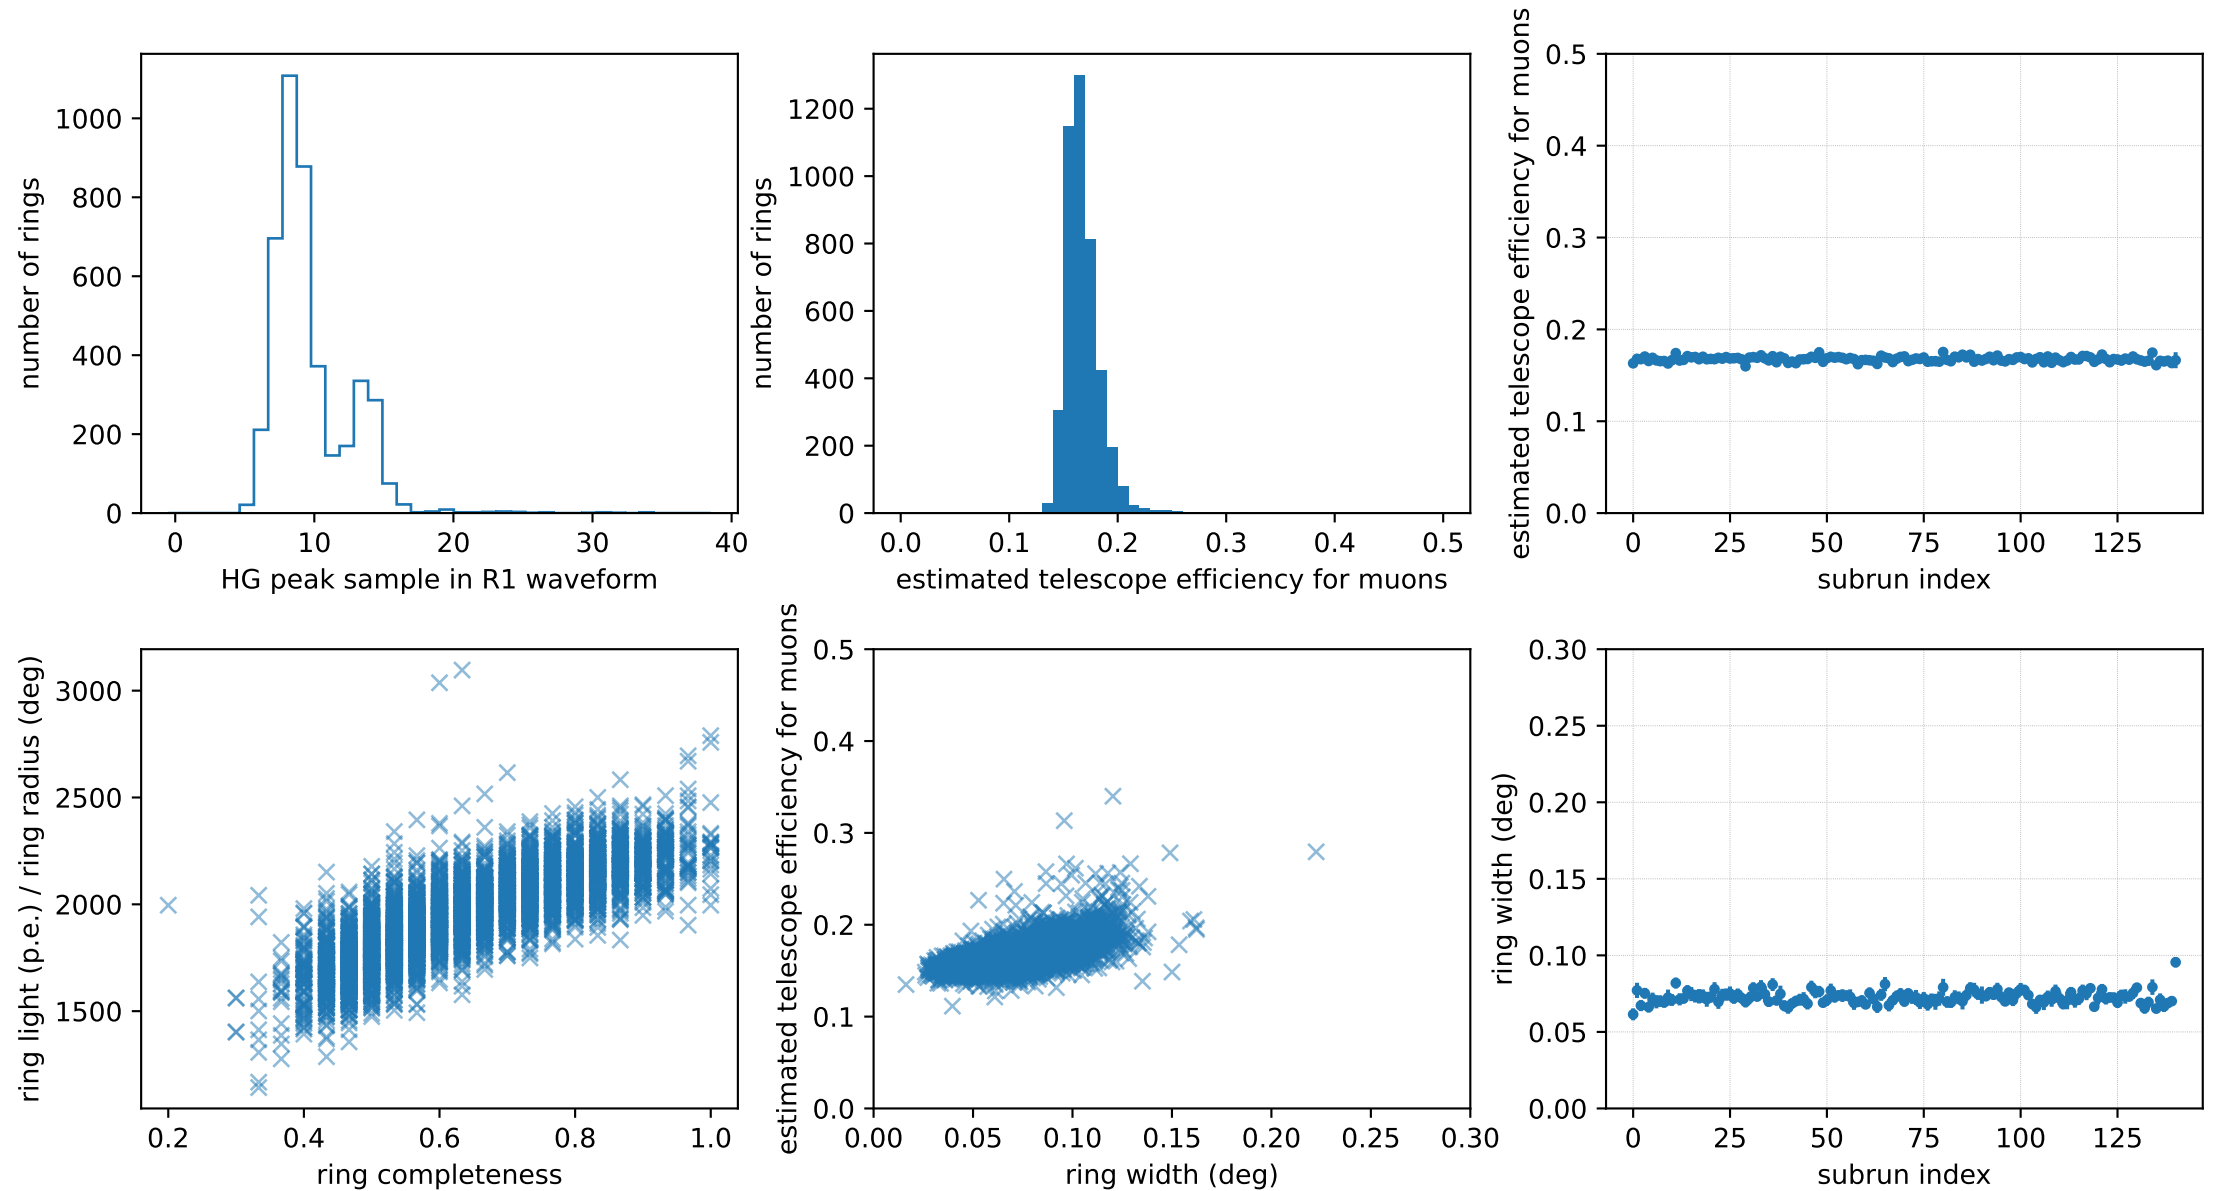 number of rings
1000
800
600
400
200
0
0 10 20 30 40
HG peak sample in R1 waveform
number of rings
1200
1000
800
600
400
200
0
0.0 0.1 0.2 0.3 0.4 0.5
estimated telescope efficiency for muons
estimated telescope efficiency for muons
0.5
0.4
0.3
0.2
0.1
0.0
0 25 50 75 100 125
subrun index
ring light (p.e.) / ring radius (deg)
3000
2500
2000
1500
0.2 0.4 0.6 0.8 1.0
ring completeness
estimated telescope efficiency for muons
0.5
0.4
0.3
0.2
0.1
0.0
0.00 0.05 0.10 0.15 0.20 0.25 0.30
ring width (deg)
ring width (deg)
0.30
0.25
0.20
0.15
0.10
0.05
0.00
0 25 50 75 100 125
subrun index